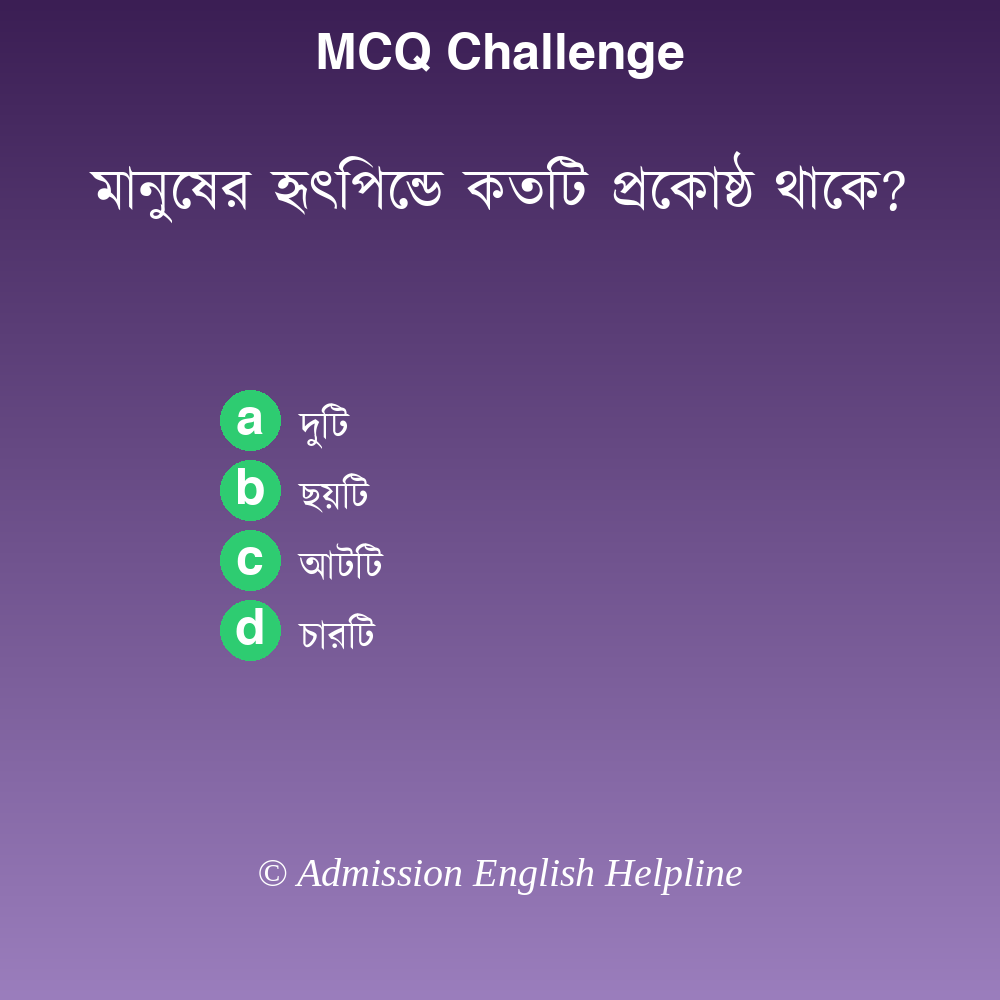 MCQ Challenge
মানুষের হৃৎপিন্ডে কতটি প্রকোষ্ঠ থাকে?
a দুটি
b ছয়টি
c আটটি
d চারটি
© Admission English Helpline